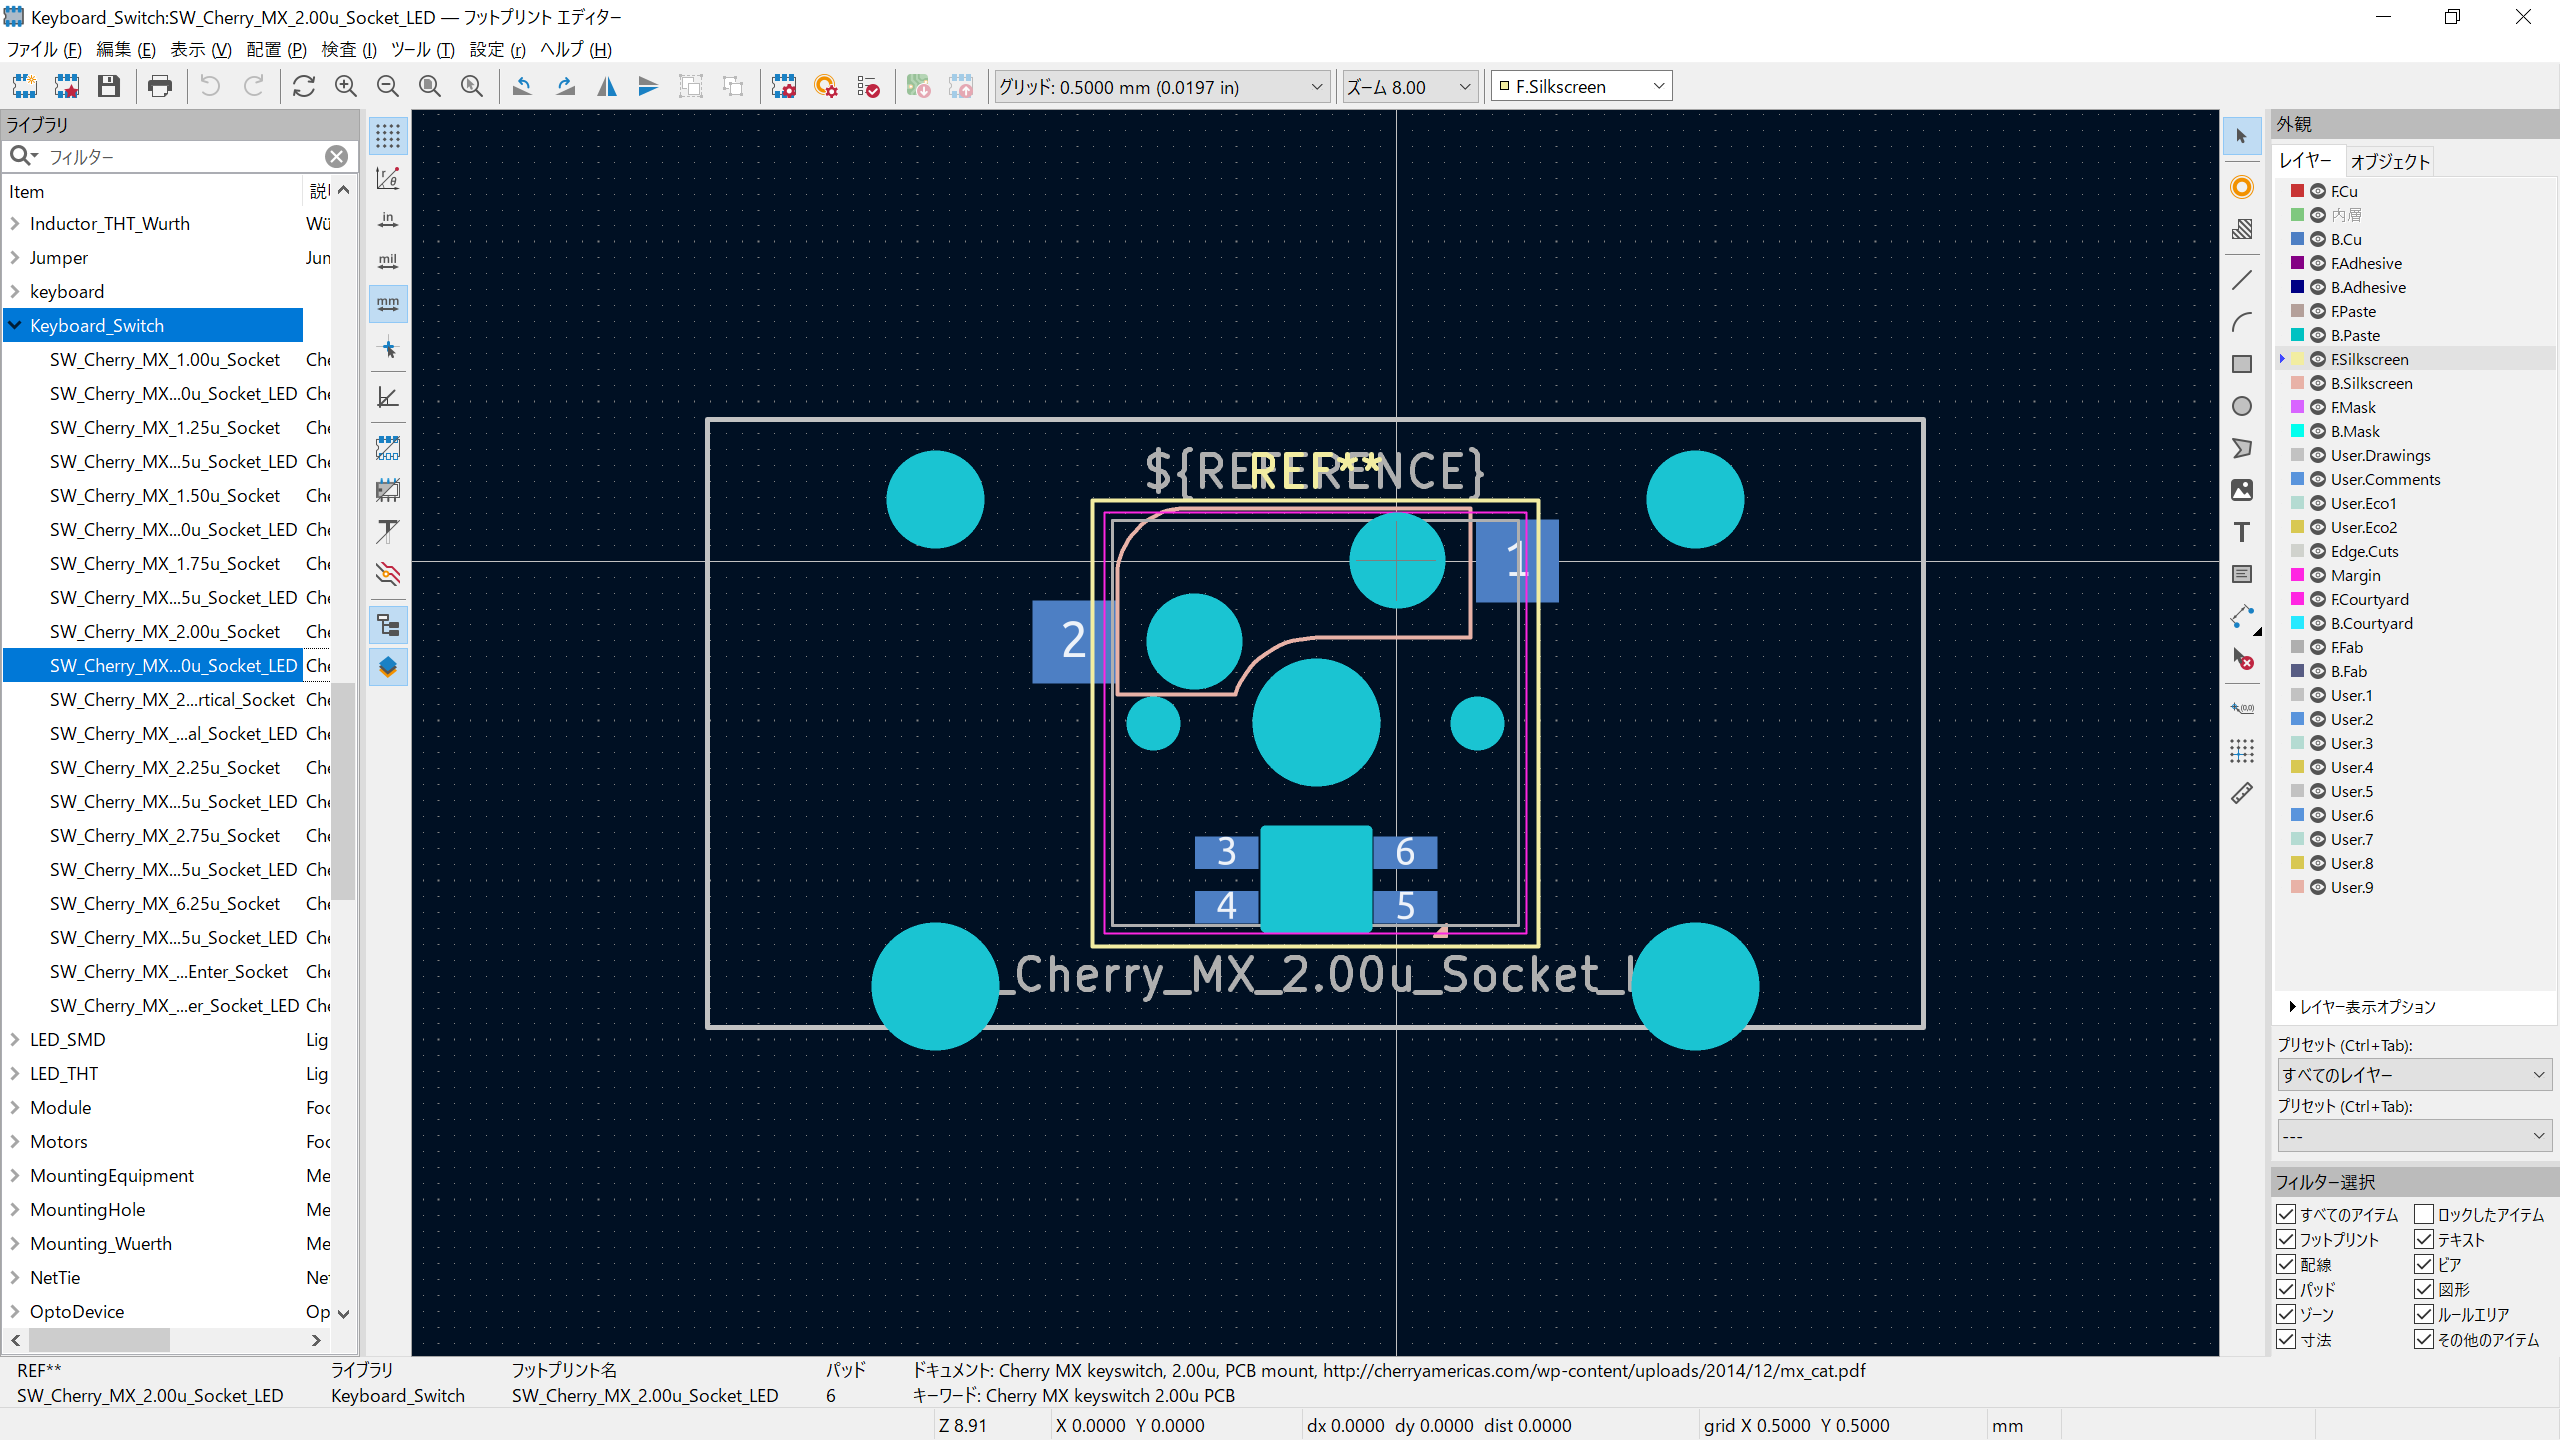 Keyboard_Switch:SW_Cherry_MX_2.00u_Socket_LED — フットプリント エディター
ファイル (F) 編集 (E) 表示 (V) 配置 (P) 検査 (I) ツール (T) 設定 (r) ヘルプ (H)
グリッド: 0.5000 mm (0.0197 in)
ズーム 8.00
F.Silkscreen
ライブラリ
フィルター
Item
Inductor_THT_Wurth Wü
Jumper Jun
keyboard
Keyboard_Switch
SW_Cherry_MX_1.00u_Socket Che
SW_Cherry_MX...0u_Socket_LED Che
SW_Cherry_MX_1.25u_Socket Che
SW_Cherry_MX...5u_Socket_LED Che
SW_Cherry_MX_1.50u_Socket Che
SW_Cherry_MX...0u_Socket_LED Che
SW_Cherry_MX_1.75u_Socket Che
SW_Cherry_MX...5u_Socket_LED Che
SW_Cherry_MX_2.00u_Socket Che
SW_Cherry_MX...0u_Socket_LED Che
SW_Cherry_MX_2...rtical_Socket Che
SW_Cherry_MX_...al_Socket_LED Che
SW_Cherry_MX_2.25u_Socket Che
SW_Cherry_MX...5u_Socket_LED Che
SW_Cherry_MX_2.75u_Socket Che
SW_Cherry_MX...5u_Socket_LED Che
SW_Cherry_MX_6.25u_Socket Che
SW_Cherry_MX...5u_Socket_LED Che
SW_Cherry_MX_...Enter_Socket Che
SW_Cherry_MX_...er_Socket_LED Che
LED_SMD Lig
LED_THT Lig
Module Foo
Motors Foo
MountingEquipment Me
MountingHole Me
Mounting_Wuerth Me
NetTie Ne
OptoDevice Op
in
mil
mm
${REFERENCE}
REF**
1
2
3
6
4
5
_Cherry_MX_2.00u_Socket_
外観
レイヤー オブジェクト
F.Cu
内層
B.Cu
F.Adhesive
B.Adhesive
F.Paste
B.Paste
F.Silkscreen
B.Silkscreen
F.Mask
B.Mask
User.Drawings
User.Comments
User.Eco1
User.Eco2
Edge.Cuts
Margin
F.Courtyard
B.Courtyard
F.Fab
B.Fab
User.1
User.2
User.3
User.4
User.5
User.6
User.7
User.8
User.9
レイヤー表示オプション
プリセット (Ctrl+Tab):
すべてのレイヤー
プリセット (Ctrl+Tab):
---
フィルター選択
すべてのアイテム ロックしたアイテム
フットプリント テキスト
配線 ビア
パッド 図形
ゾーン ルールエリア
寸法 その他のアイテム
REF** ライブラリ フットプリント名 パッド ドキュメント: Cherry MX keyswitch, 2.00u, PCB mount, http://cherryamericas.com/wp-content/uploads/2014/12/mx_cat.pdf
SW_Cherry_MX_2.00u_Socket_LED Keyboard_Switch SW_Cherry_MX_2.00u_Socket_LED 6 キーワード: Cherry MX keyswitch 2.00u PCB
Z 8.91 X 0.0000 Y 0.0000 dx 0.0000 dy 0.0000 dist 0.0000 grid X 0.5000 Y 0.5000 mm